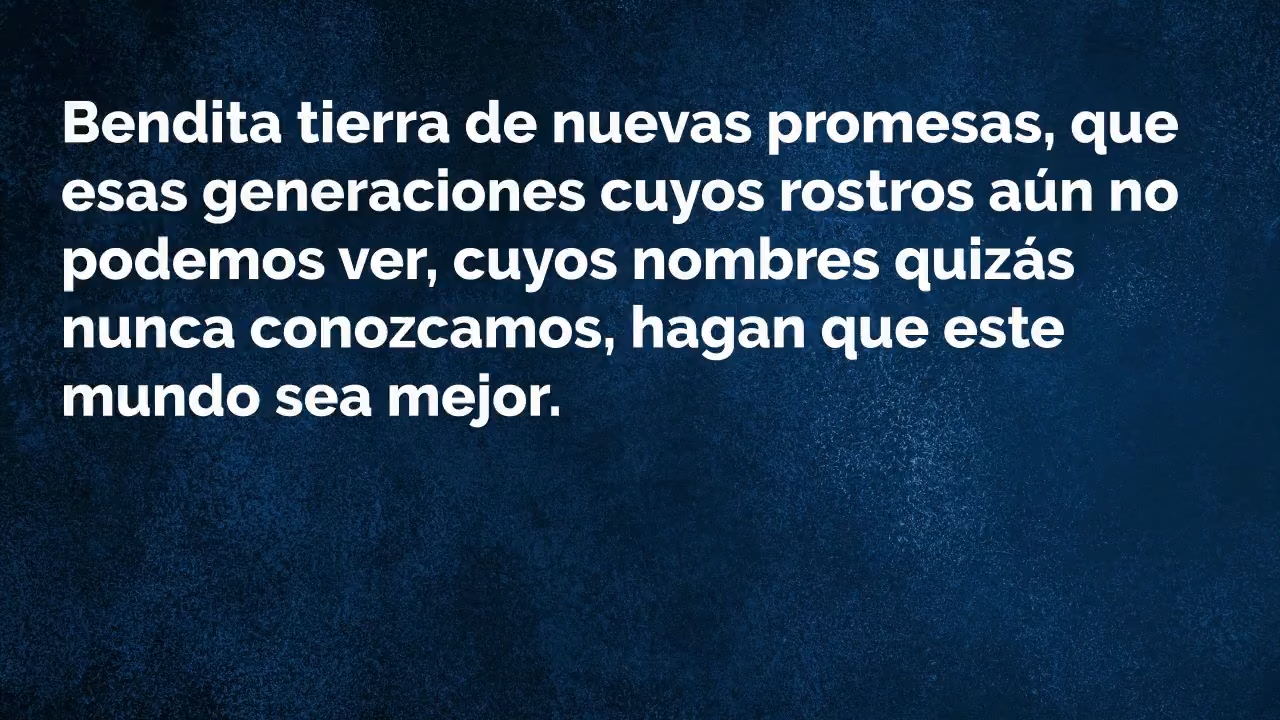 Bendita tierra de nuevas promesas, que
esas generaciones cuyos rostros aún no
podemos ver, cuyos nombres quizás
nunca conozcamos, hagan que este
mundo sea mejor.